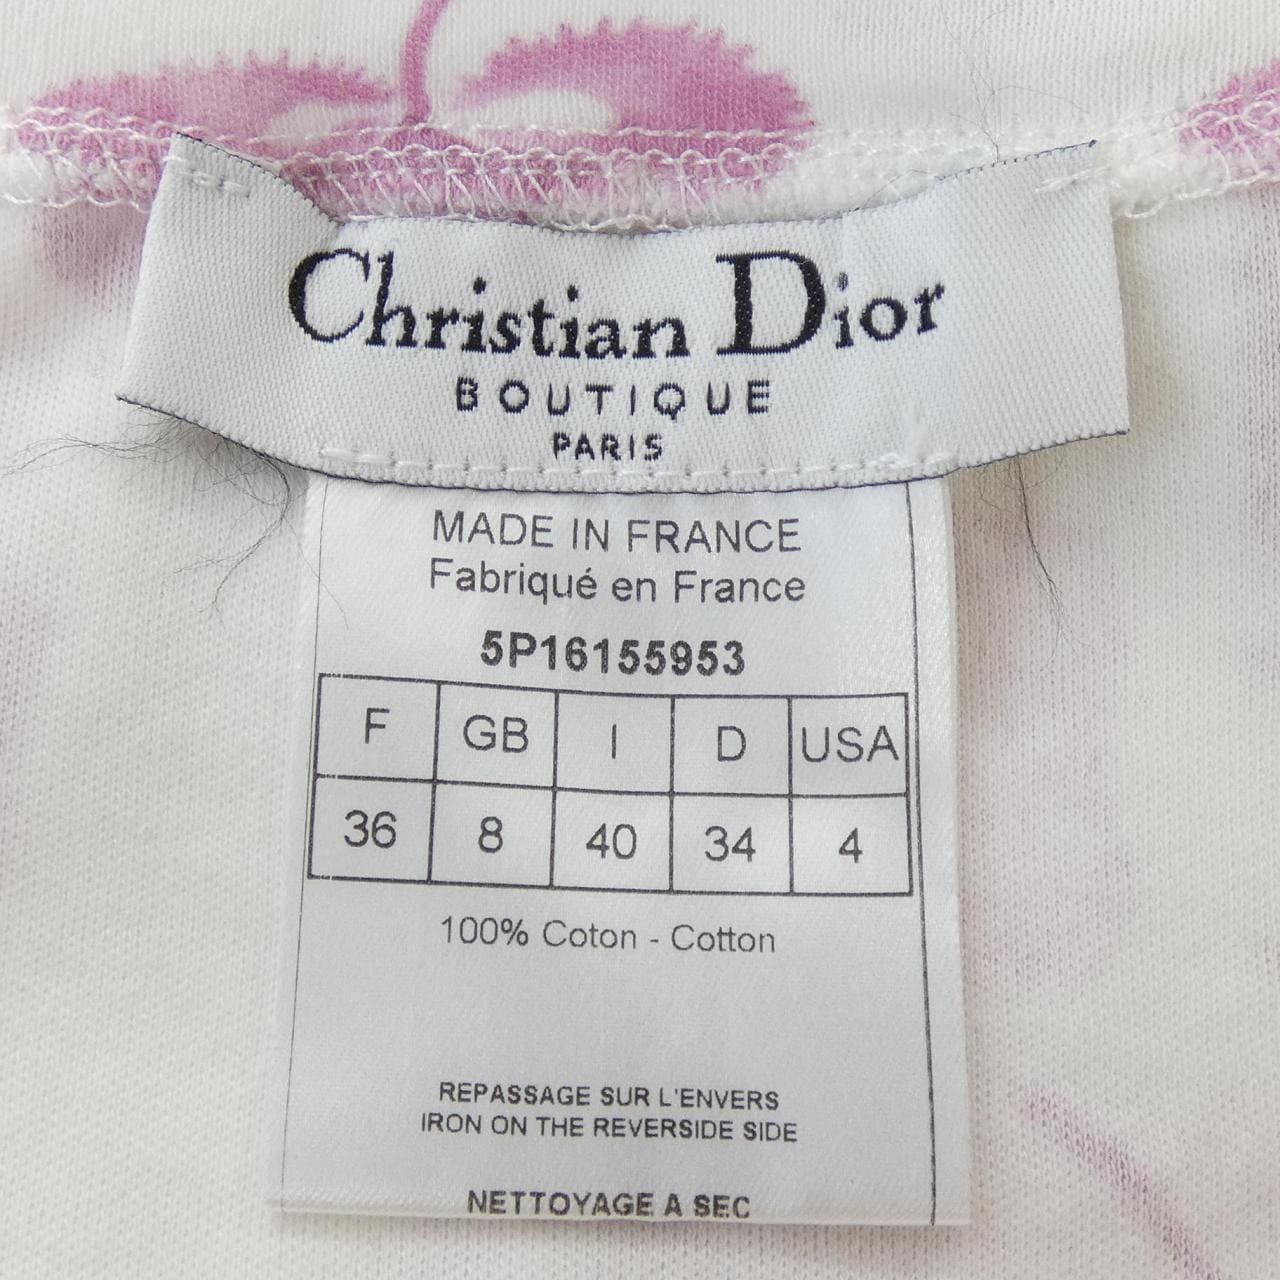 Christian Dior
BOUTIQUE
PARIS
MADE IN FRANCE
Fabriqué en France
5P16155953
F GB I D USA
36 8 40 34 4
100% Coton - Cotton
REPASSAGE SUR L'ENVERS
IRON ON THE REVERSIDE SIDE
NETTOYAGE A SEC